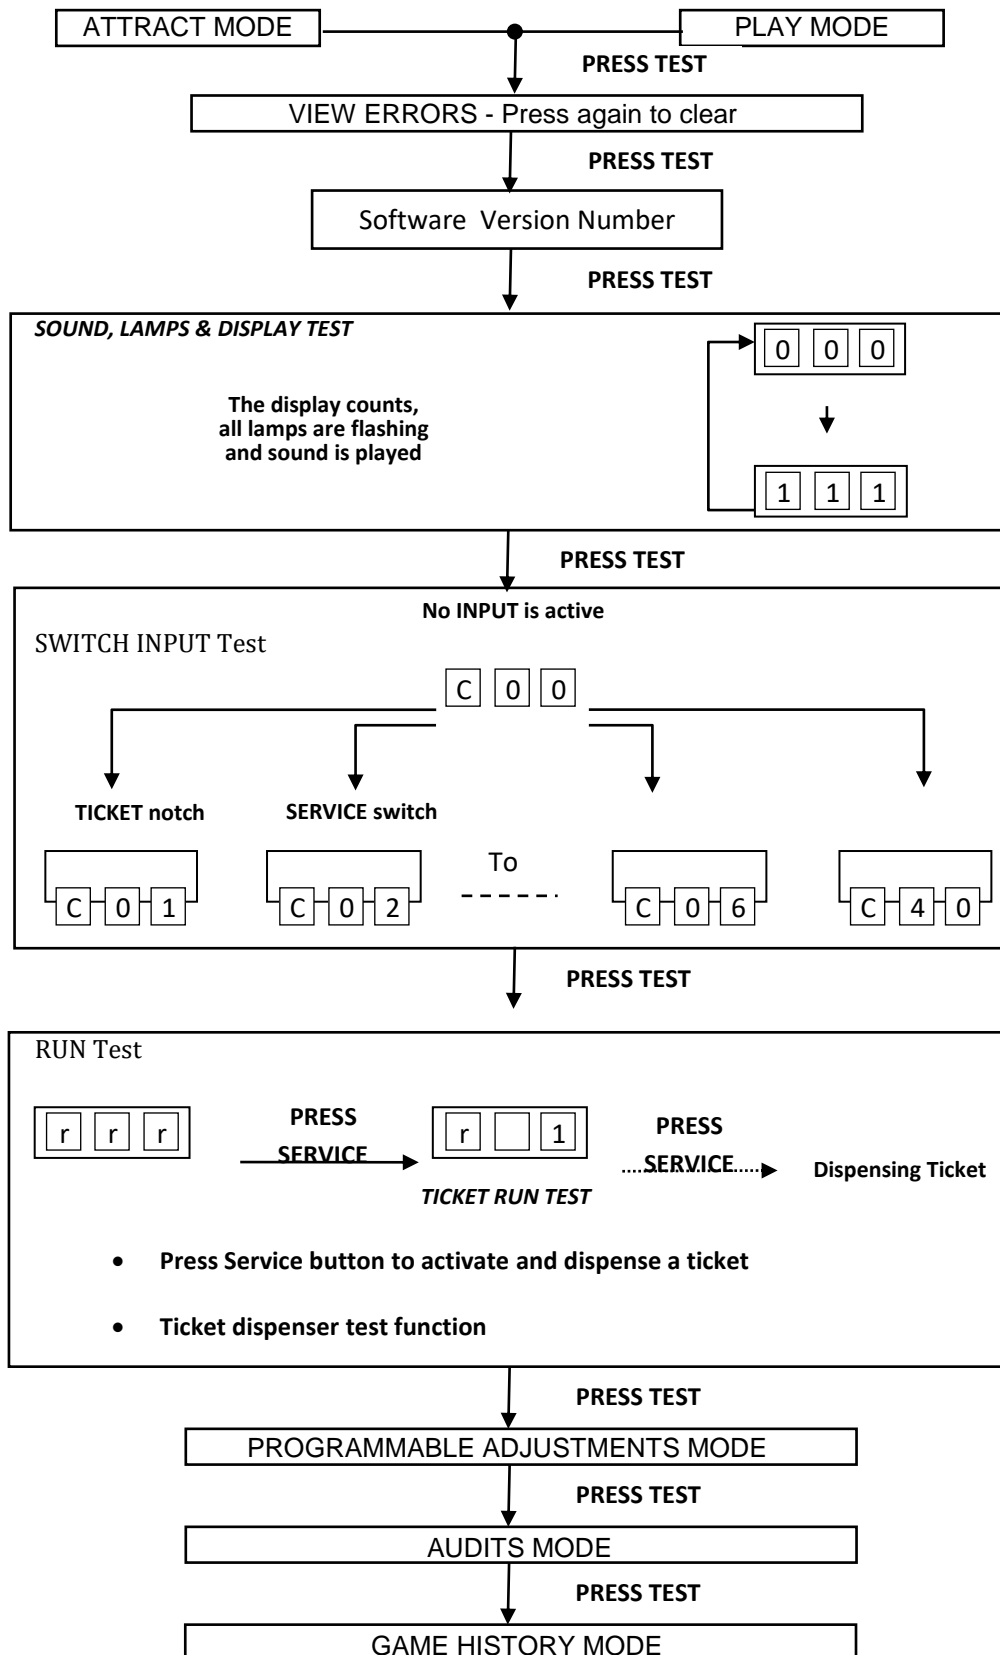 ATTRACT MODE
PLAY MODE
PRESS TEST
VIEW ERRORS - Press again to clear
PRESS TEST
Software Version Number
PRESS TEST
SOUND, LAMPS & DISPLAY TEST
0 0 0
The display counts,
all lamps are flashing
and sound is played
1 1 1
PRESS TEST
No INPUT is active
SWITCH INPUT Test
C 0 0
TICKET notch
SERVICE switch
To
C 0 1
C 0 2
C 0 6
C 4 0
PRESS TEST
RUN Test
r r r
PRESS
SERVICE
r 1
PRESS
SERVICE
Dispensing Ticket
TICKET RUN TEST
• Press Service button to activate and dispense a ticket
• Ticket dispenser test function
PRESS TEST
PROGRAMMABLE ADJUSTMENTS MODE
PRESS TEST
AUDITS MODE
PRESS TEST
GAME HISTORY MODE